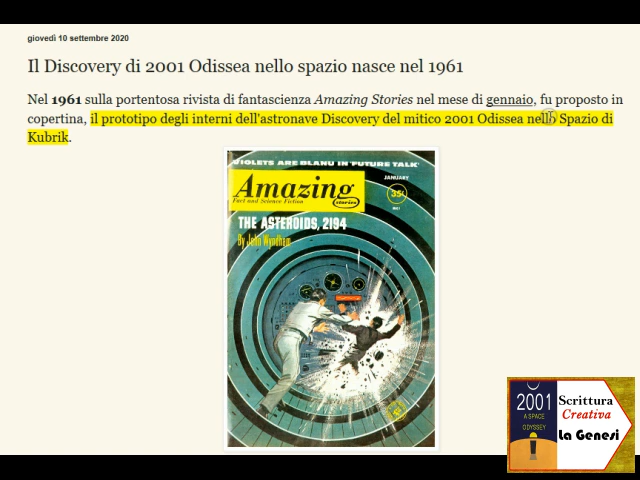 giovedì 10 settembre 2020
Il Discovery di 2001 Odissea nello spazio nasce nel 1961
Nel 1961 sulla portentosa rivista di fantascienza Amazing Stories nel mese di gennaio, fu proposto in
copertina, il prototipo degli interni dell'astronave Discovery del mitico 2001 Odissea nello Spazio di
Kubrik.
VIOLETS ARE BLANU IN 'FUTURE TALK'
Amazing
Fact and Science Fiction
stories
JANUARY
35¢
THE ASTEROIDS, 2194
By John Wyndham
2001
A SPACE
ODYSSEY
Scrittura
Creativa
La Genesi